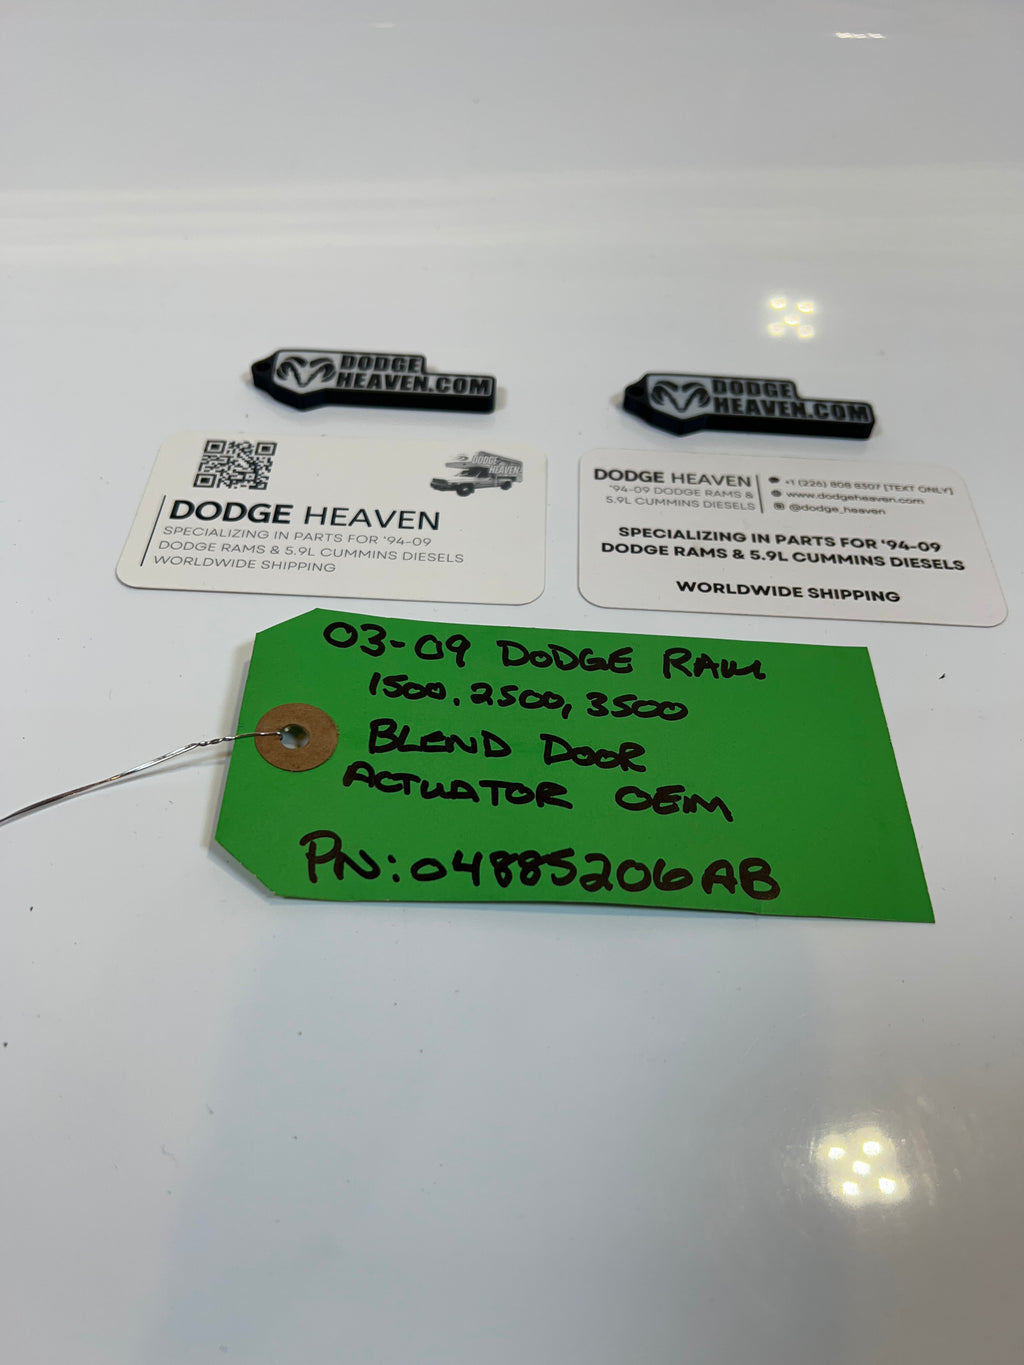 DODGE
HEAVEN.COM
DODGE
HEAVEN.COM
DODGE
HEAVEN
DODGE HEAVEN
SPECIALIZING IN PARTS FOR '94-09
DODGE RAMS & 5.9L CUMMINS DIESELS
WORLDWIDE SHIPPING
DODGE HEAVEN
'94-09 DODGE RAMS &
5.9L CUMMINS DIESELS
+1 (226) 808 8307 [TEXT ONLY]
www.dodgeheaven.com
@dodge_heaven
SPECIALIZING IN PARTS FOR '94-09
DODGE RAMS & 5.9L CUMMINS DIESELS
WORLDWIDE SHIPPING
03-09 DODGE RAM
1500, 2500, 3500
BLEND DOOR
ACTUATOR OEM
PN: 04885206AB